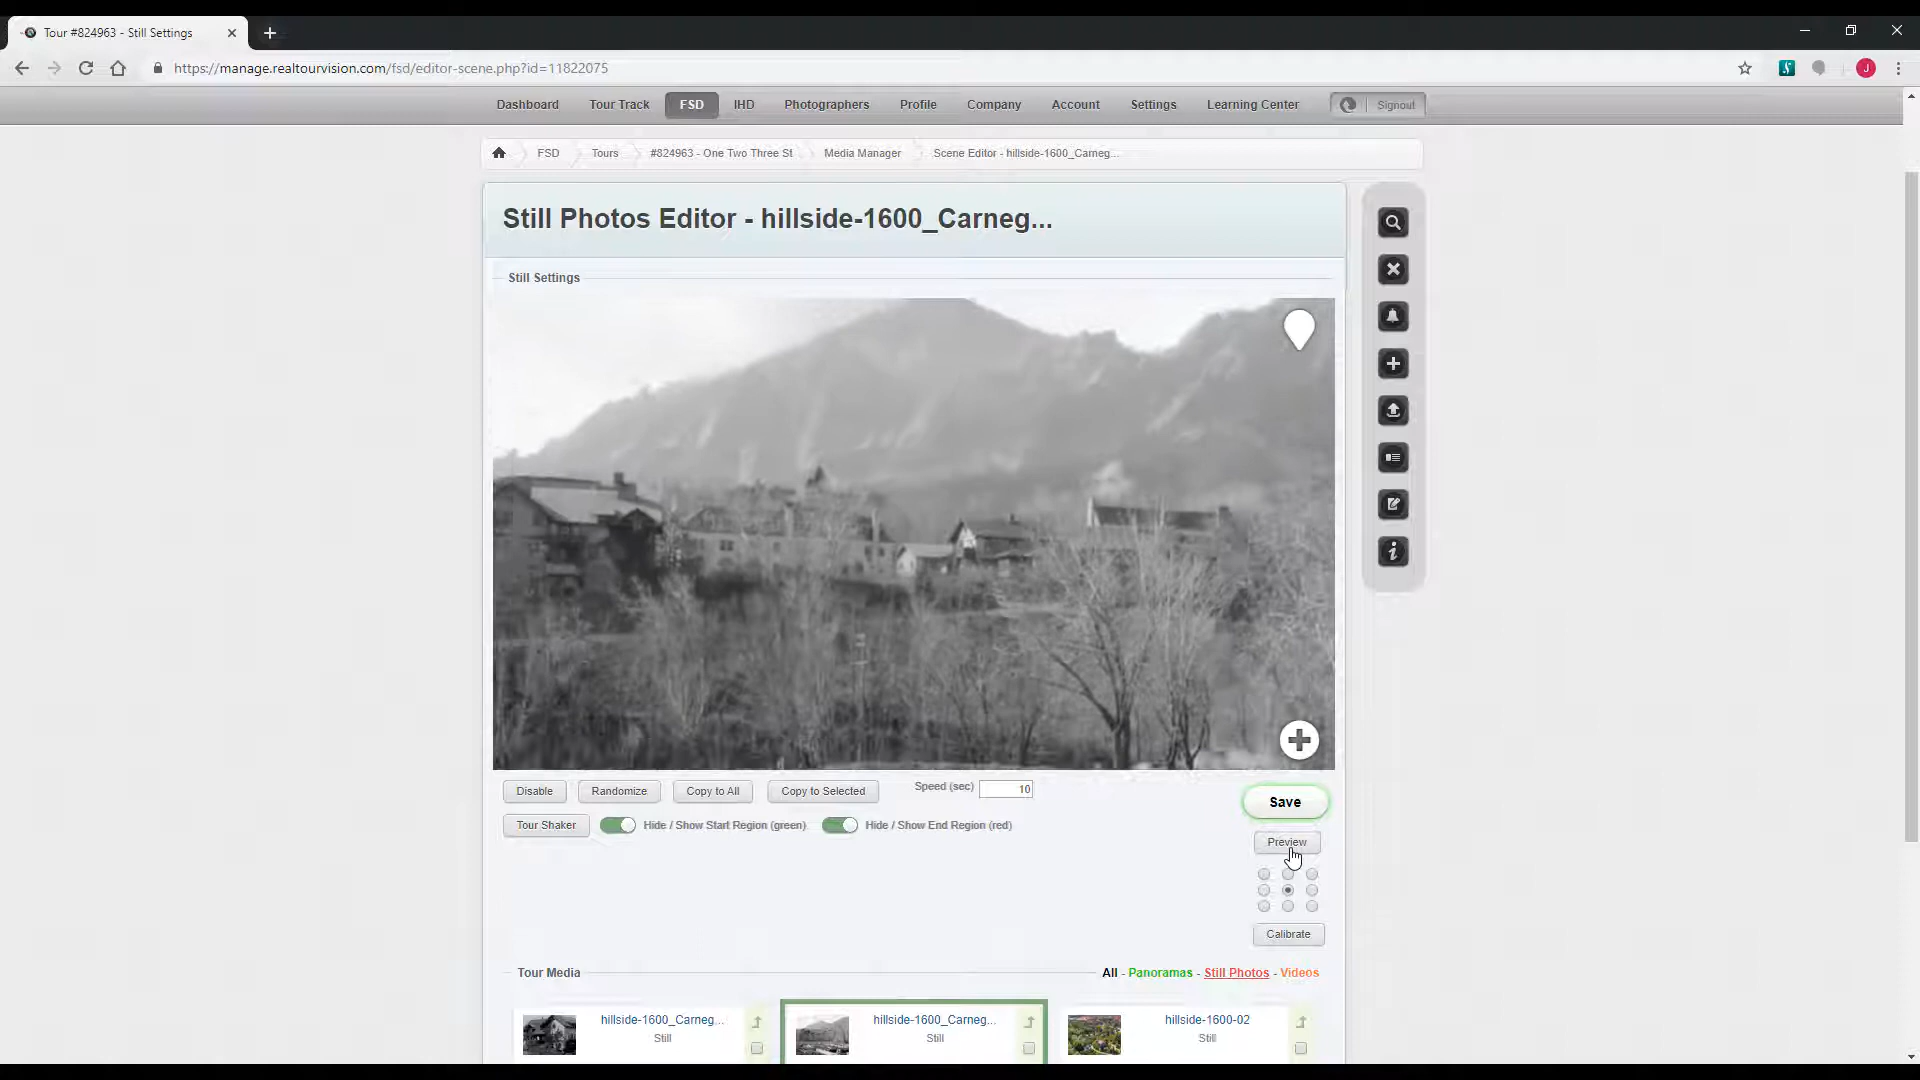 Tour #824963 - Still Settings
https://manage.realtourvision.com/fsd/editor-scene.php?id=11822075
J
Dashboard Tour Track FSD IHD Photographers Profile Company Account Settings Learning Center Signout
FSD Tours #824963 - One Two Three St Media Manager Scene Editor - hillside-1600_Carneg...
Still Photos Editor - hillside-1600_Carneg...
Still Settings
Disable Randomize Copy to All Copy to Selected Speed (sec) 10
Save
Tour Shaker Hide / Show Start Region (green) Hide / Show End Region (red)
Preview
Calibrate
Tour Media All - Panoramas - Still Photos - Videos
hillside-1600_Carneg... hillside-1600_Carneg... hillside-1600-02
Still Still Still